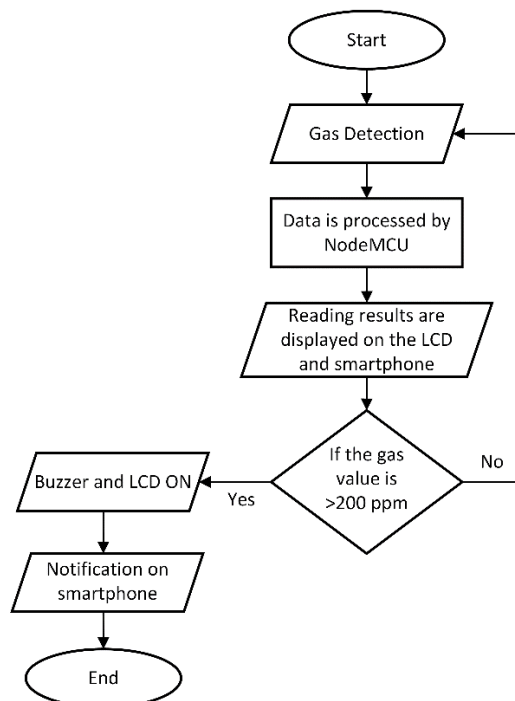 Start
Gas Detection
Data is processed by
NodeMCU
Reading results are
displayed on the LCD
and smartphone
If the gas
value is
>200 ppm
No
Yes
Buzzer and LCD ON
Notification on
smartphone
End